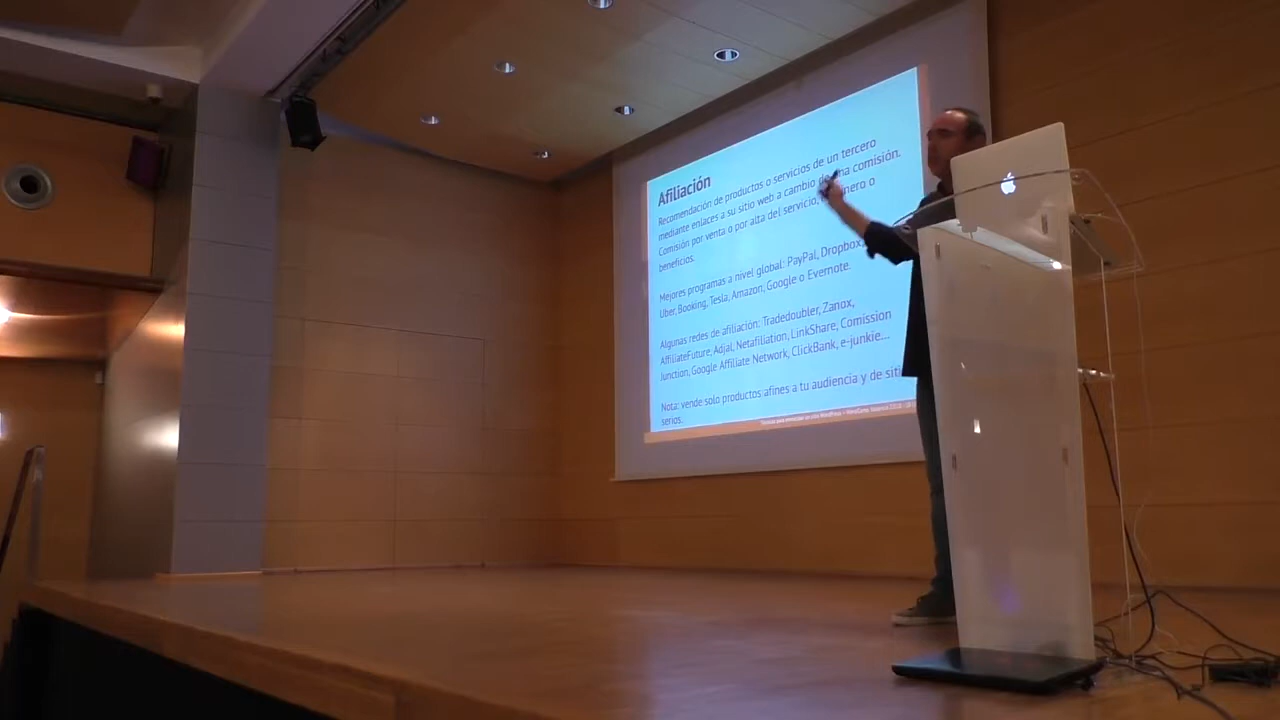 Afiliación
Recomendación de productos o servicios de un tercero
mediante enlaces a su sitio web a cambio de una comisión.
Comisión por venta o por alta del servicio, dinero o
beneficios.
Mejores programas a nivel global: PayPal, Dropbox,
Uber, Booking, Tesla, Amazon, Google o Evernote.
Algunas redes de afiliación: Tradedoubler, Zanox,
AffiliateFuture, Adjal, Netafiliation, LinkShare, Comission
Junction, Google Affiliate Network, ClickBank, e-junkie...
Nota: vende solo productos afines a tu audiencia y de siti
serios.